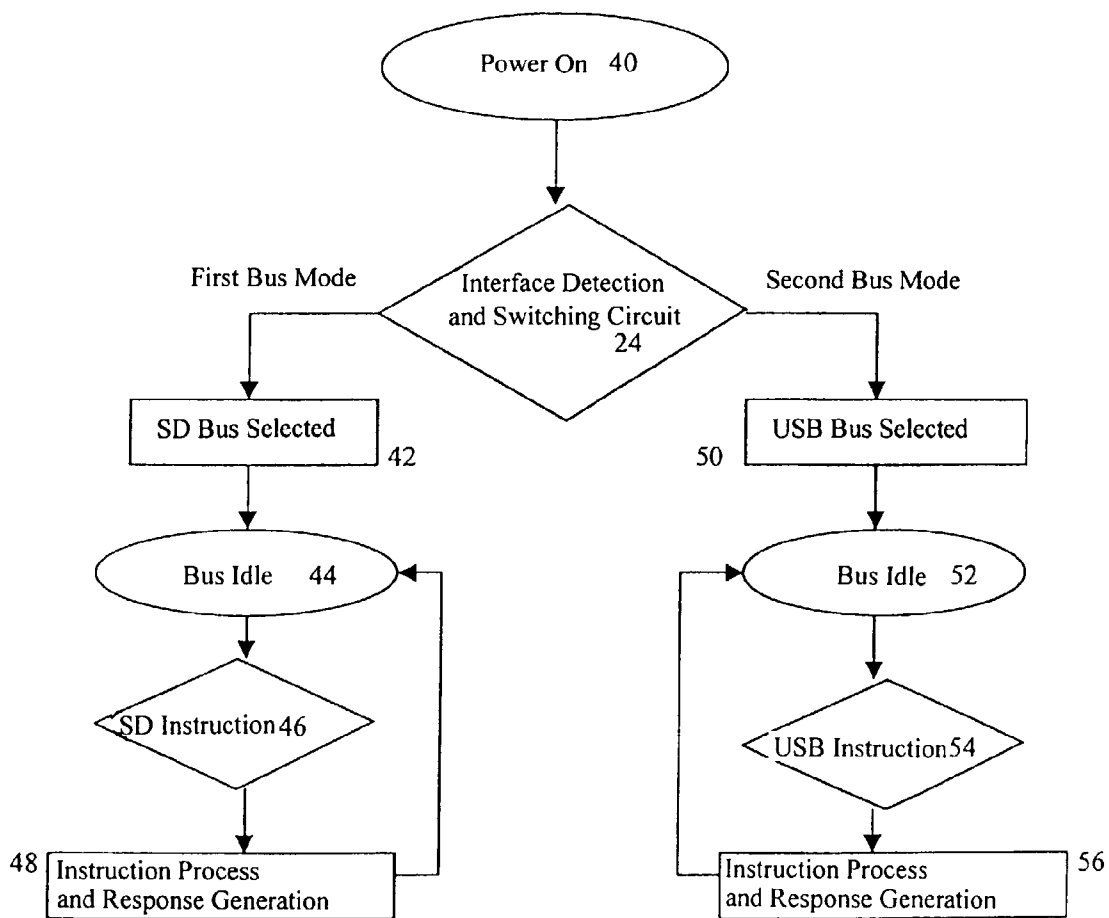 Power On 40
First Bus Mode
Interface Detection
and Switching Circuit
24
Second Bus Mode
SD Bus Selected
42
50
USB Bus Selected
Bus Idle 44
Bus Idle 52
SD Instruction 46
USB Instruction 54
48
Instruction Process
and Response Generation
Instruction Process
and Response Generation
56